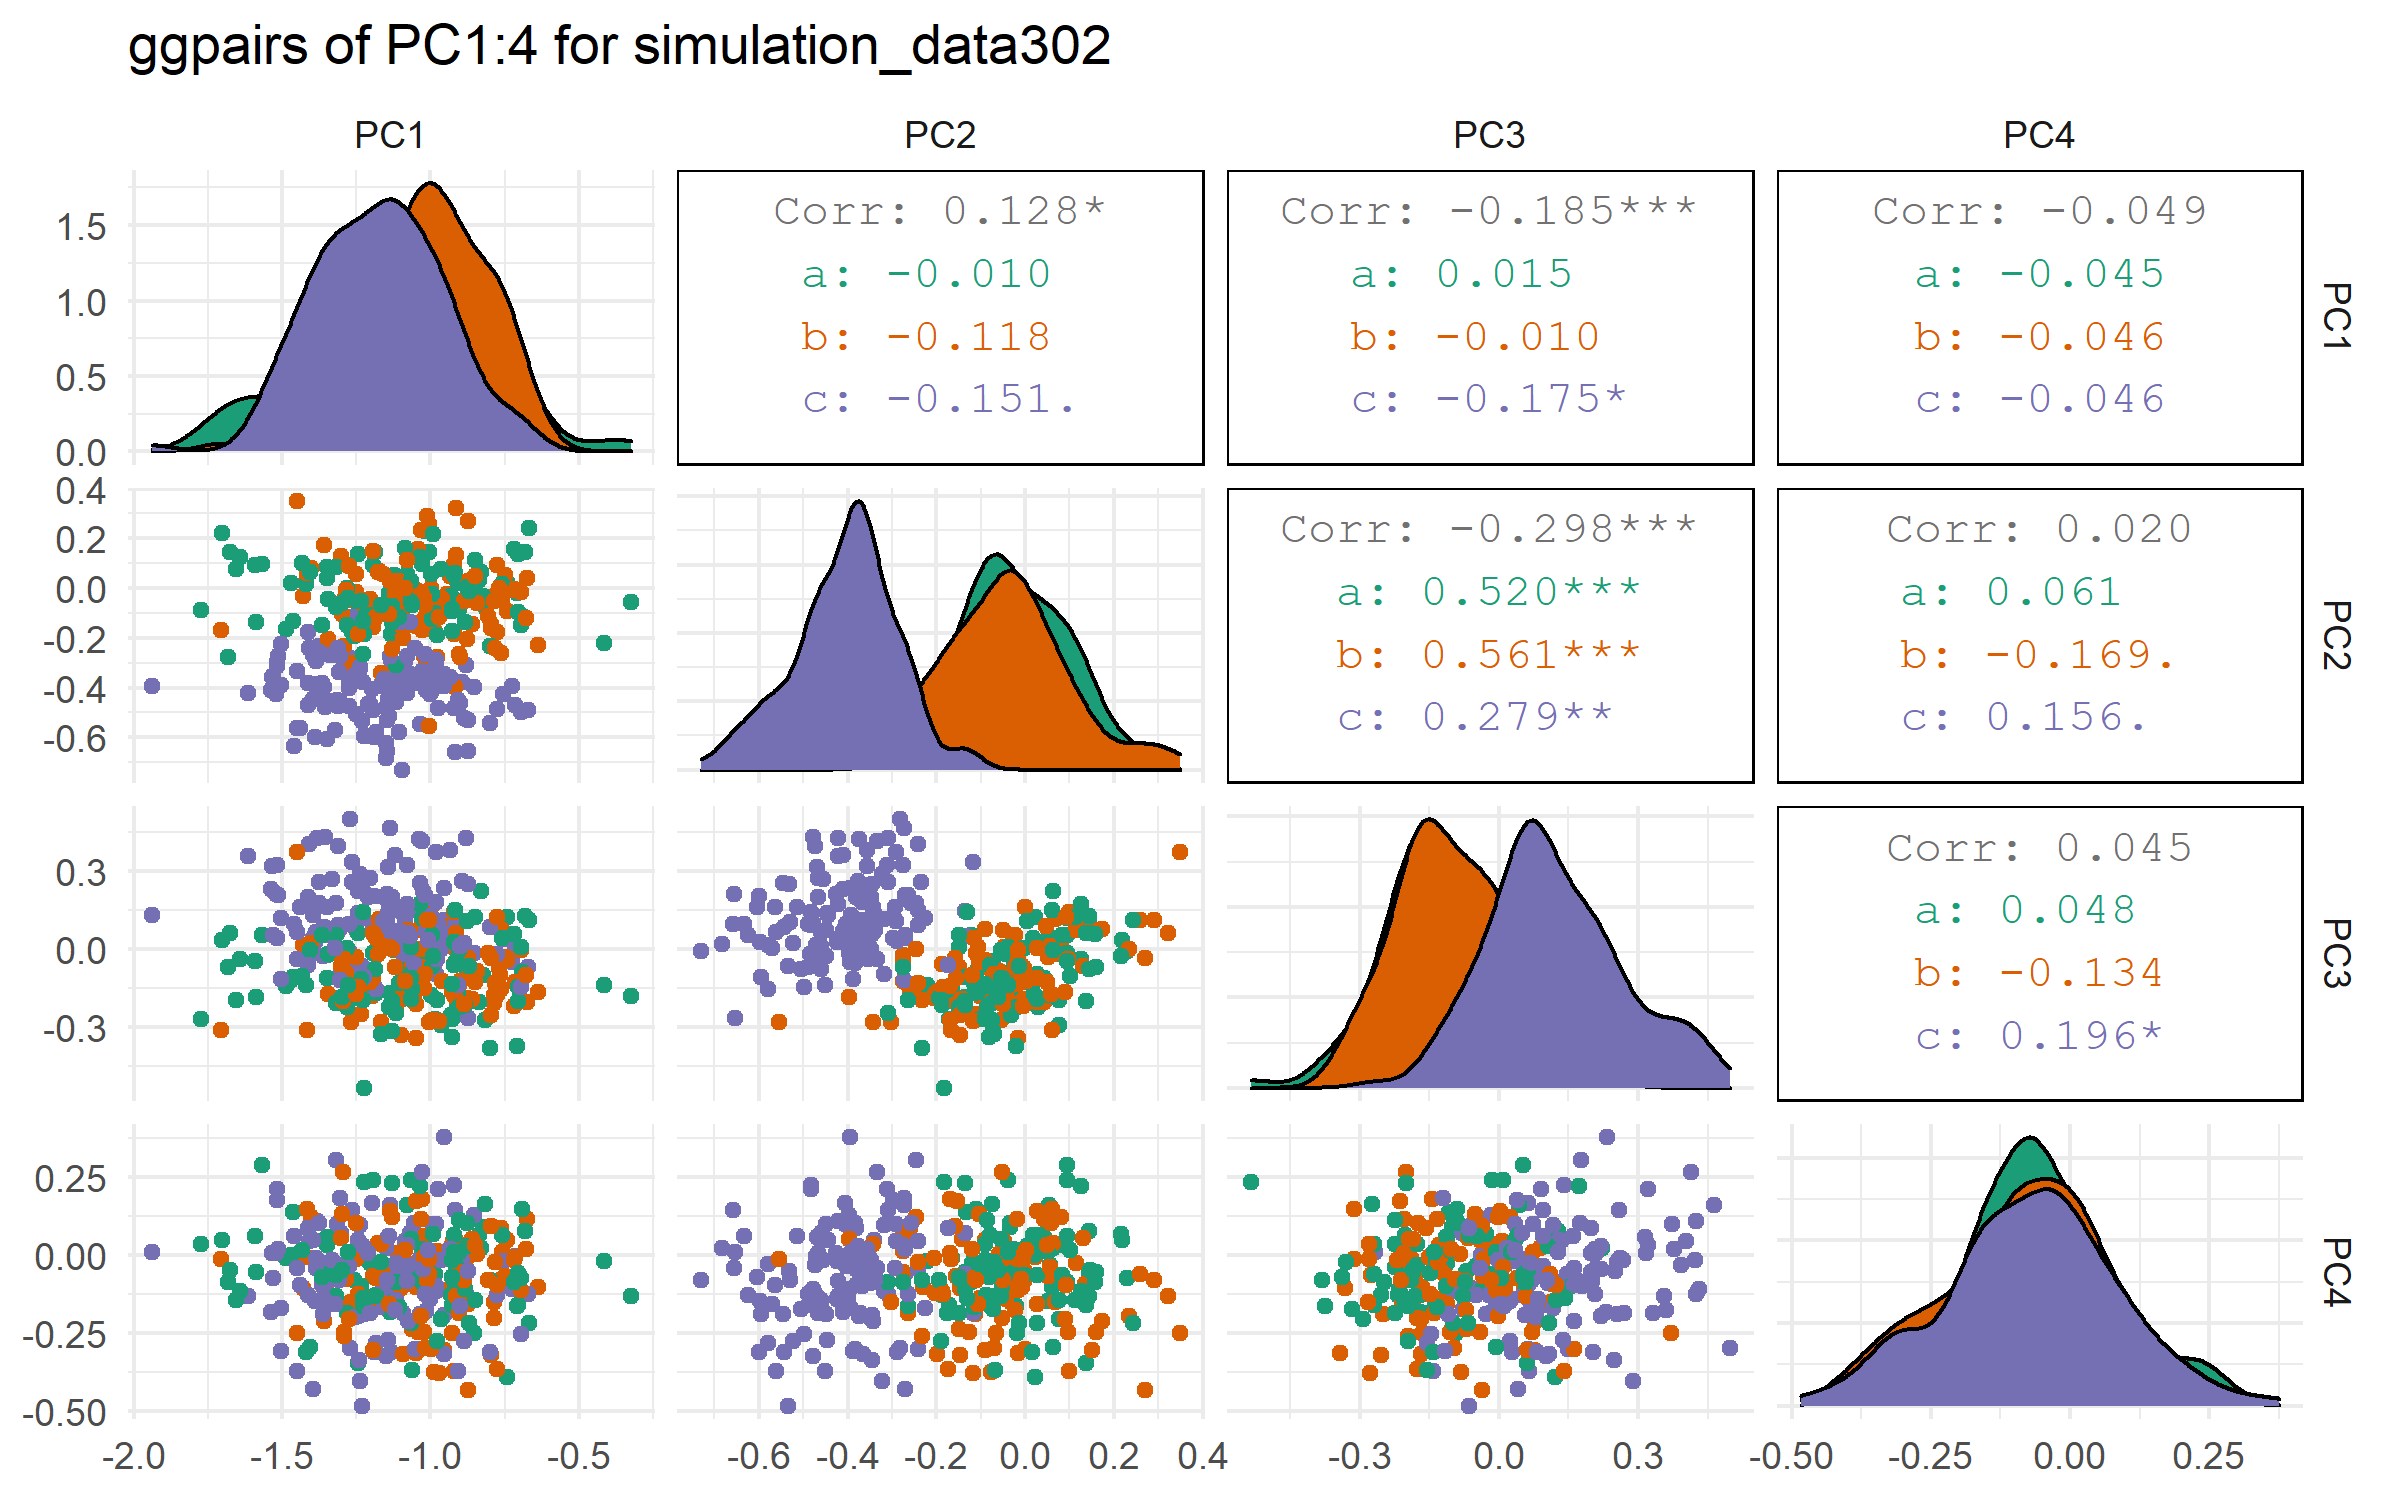 ggpairs of PC1:4 for simulation_data302
PC1 PC2 PC3 PC4
1.5
1.0
0.5
0.0
Corr: 0.128*
a: -0.010
b: -0.118
c: -0.151.
Corr: -0.185***
a: 0.015
b: -0.010
c: -0.175*
Corr: -0.049
a: -0.045
b: -0.046
c: -0.046
PC1
0.4
0.2
0.0
-0.2
-0.4
-0.6
Corr: -0.298***
a: 0.520***
b: 0.561***
c: 0.279**
Corr: 0.020
a: 0.061
b: -0.169.
c: 0.156.
PC2
0.3
0.0
-0.3
Corr: 0.045
a: 0.048
b: -0.134
c: 0.196*
PC3
0.25
0.00
-0.25
-0.50
PC4
-2.0 -1.5 -1.0 -0.5 -0.6 -0.4 -0.2 0.0 0.2 0.4 -0.3 0.0 0.3 -0.50 -0.25 0.00 0.25